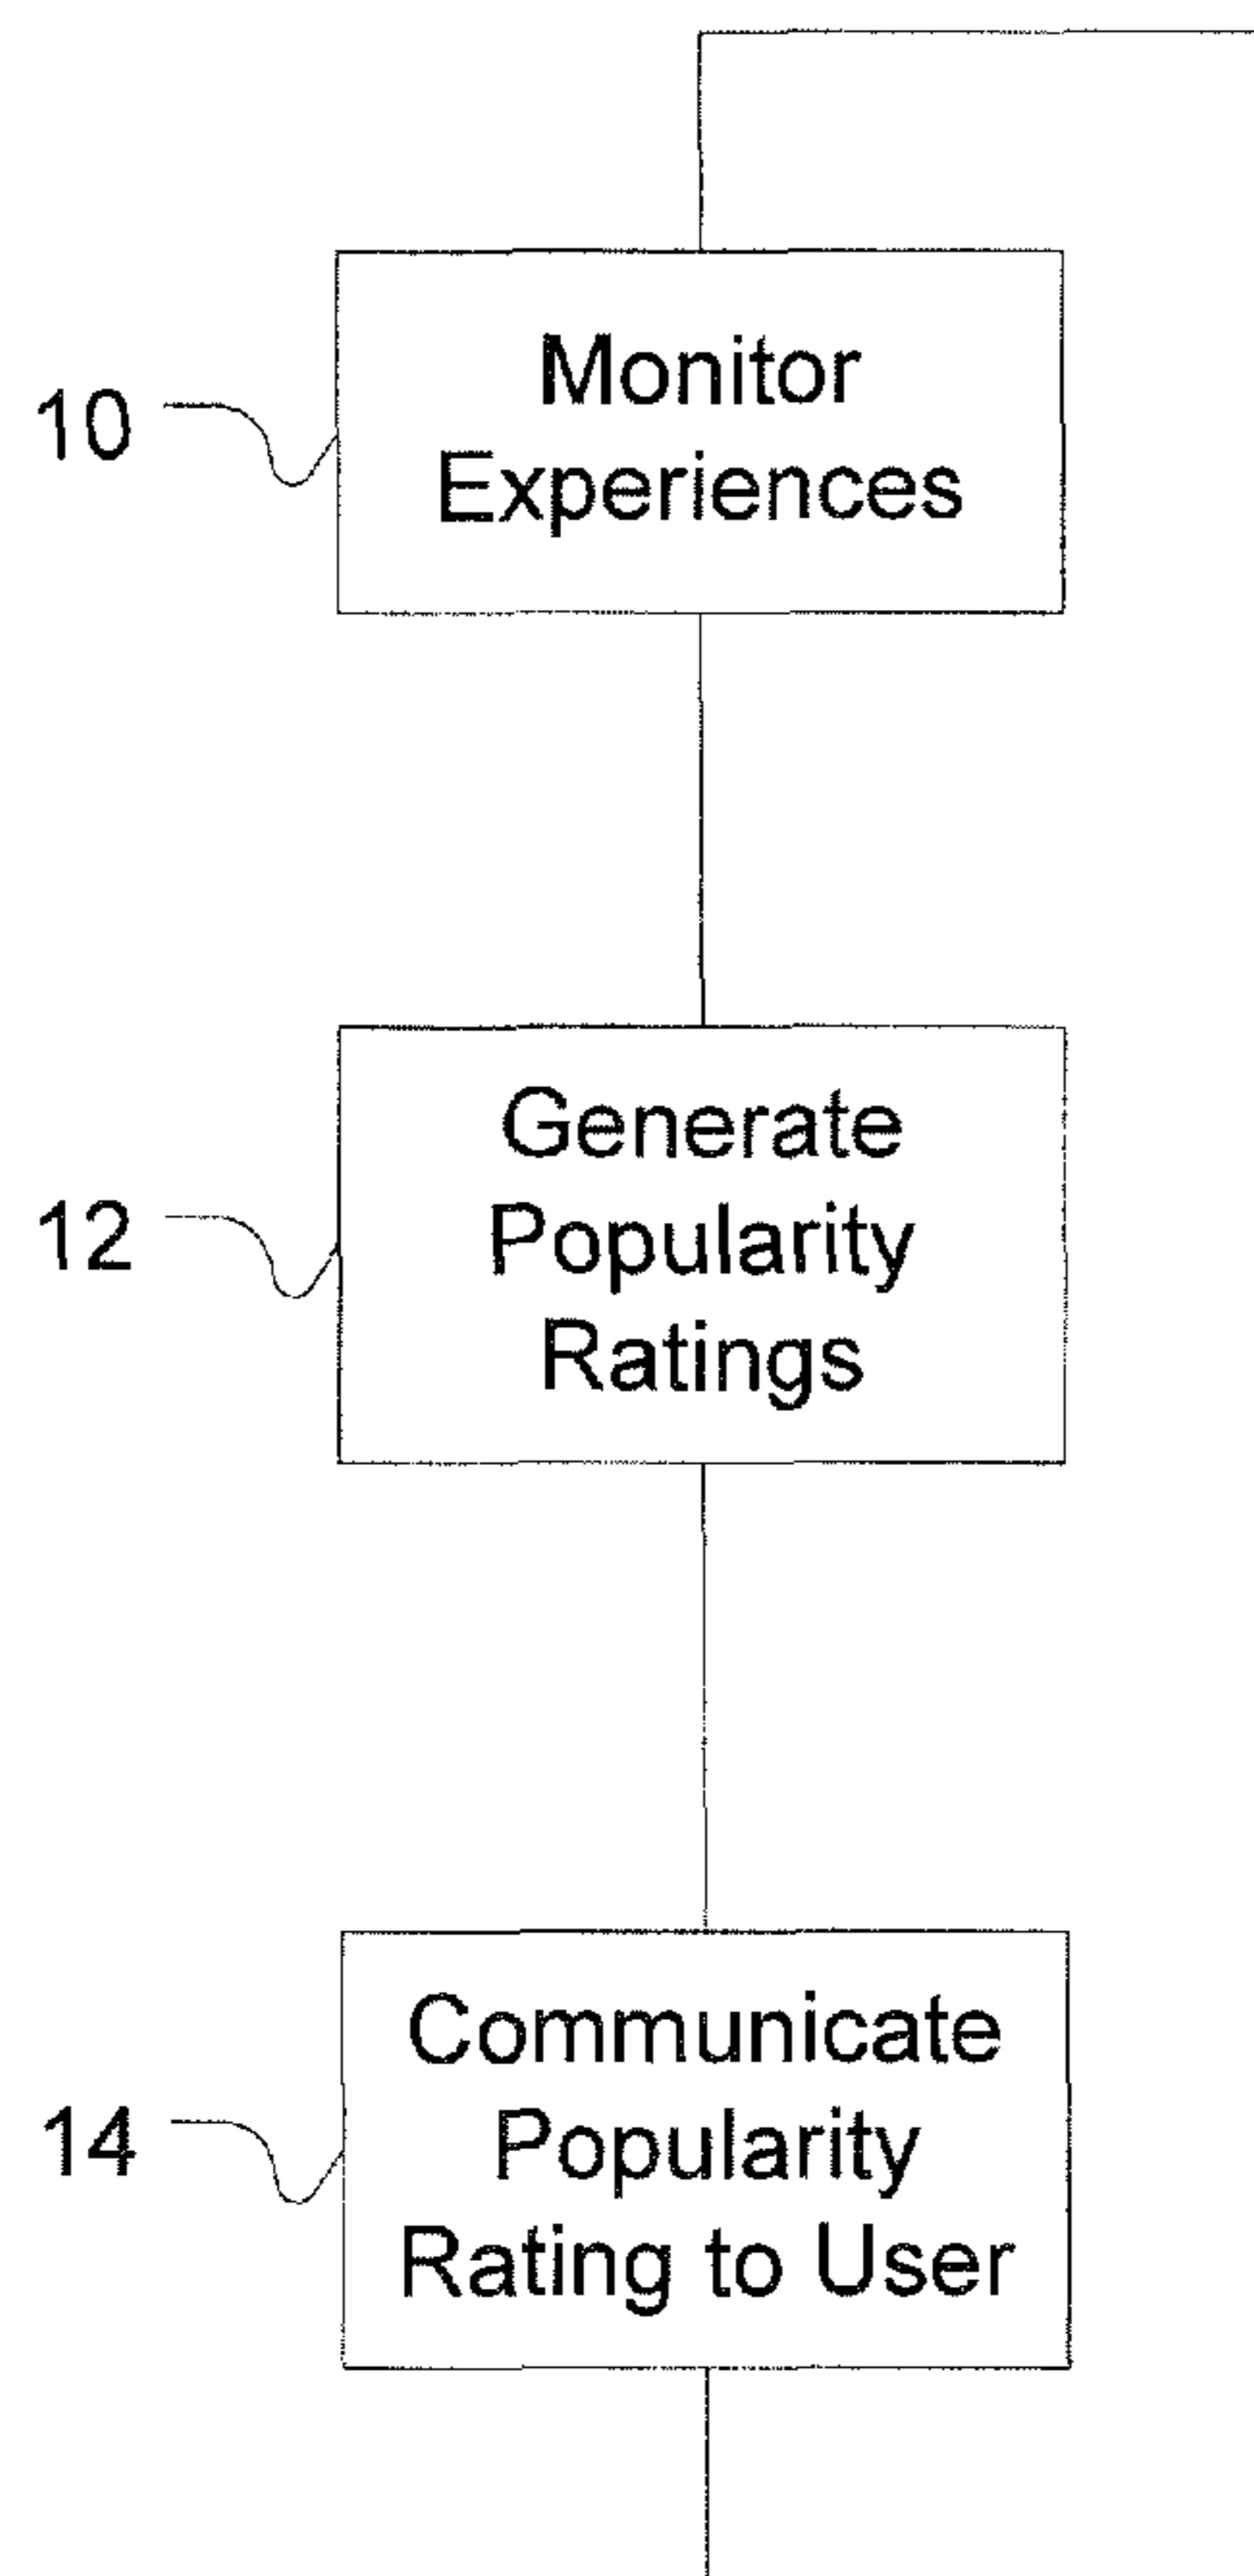 Monitor
10
Experiences
Generate
12
Popularity
Ratings
Communicate
14
Popularity
Rating to User